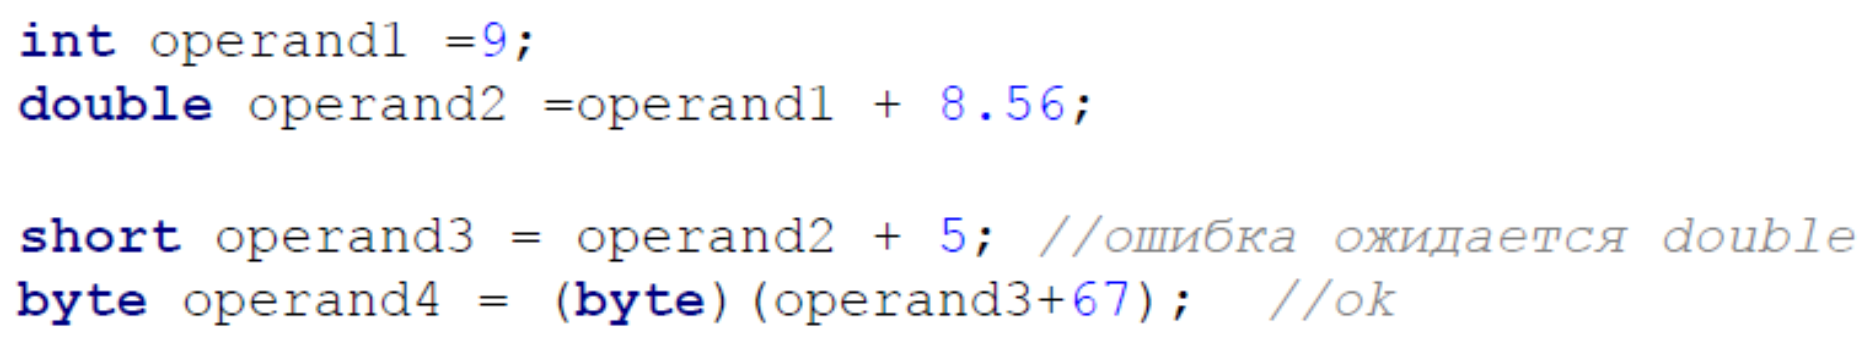 int operand1 =9;
double operand2 =operand1 + 8.56;
short operand3 = operand2 + 5; //ошибка ожидается double
byte operand4 = (byte)(operand3+67);  //ok